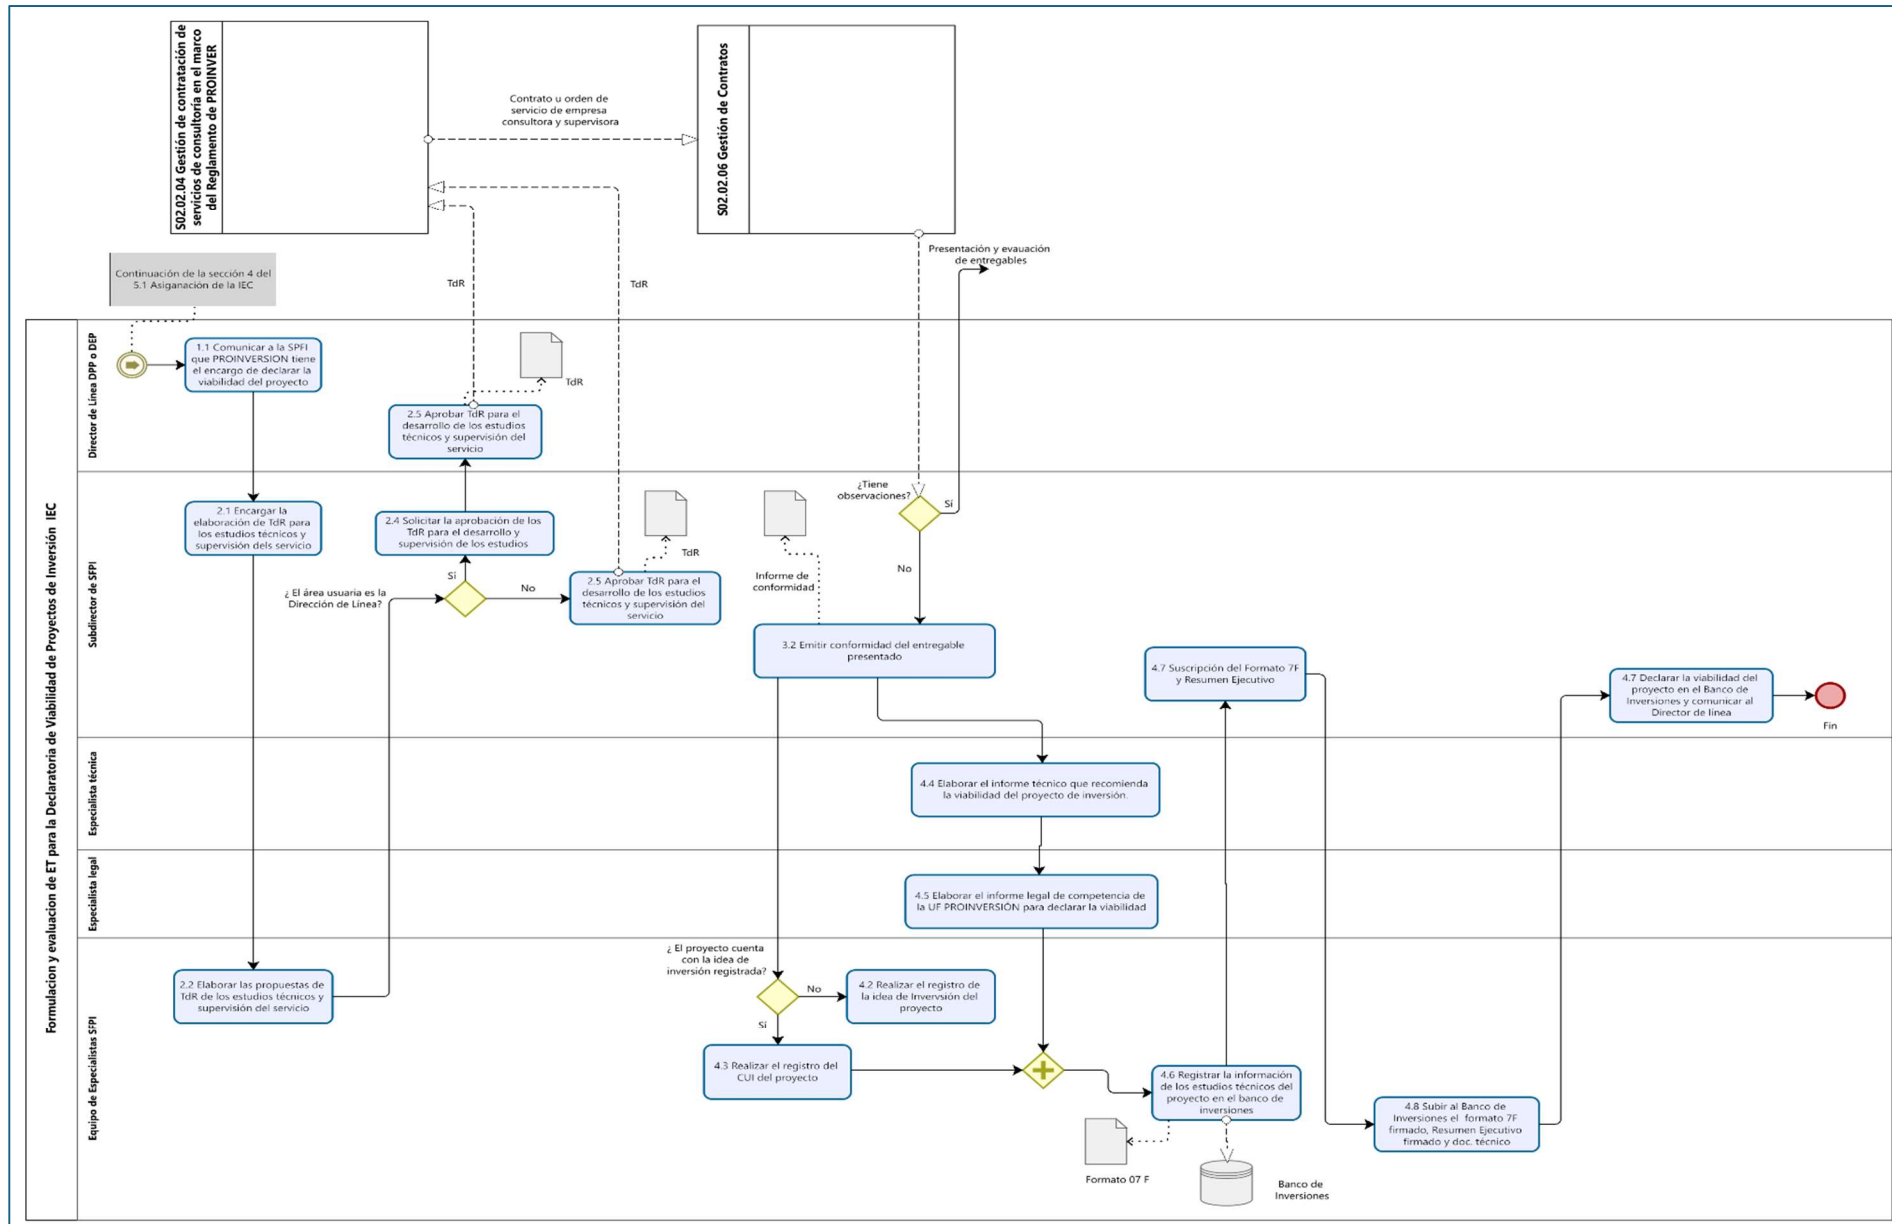 S02.02.04 Gestión de contratación de
servicios de consultoría en el marco
del Reglamento de PROINVER
Contrato u orden de
servicio de empresa
consultora y supervisora
S02.02.06 Gestión de Contratos
Presentación y evauación
de entregables
Continuación de la sección 4 del
5.1 Asiganación de la IEC
TdR
TdR
Formulacion y evaluacion de ET para la Declaratoria de Viabilidad de Proyectos de Inversión IEC
Director de Línea DPP o DEP
1.1 Comunicar a la SPFI
que PROINVERSION tiene
el encargo de declarar la
viabilidad del proyecto
TdR
2.5 Aprobar TdR para el
desarrollo de los estudios
técnicos y supervisión del
servicio
Subdirector de SFPI
2.1 Encargar la
elaboración de TdR para
los estudios técnicos y
supervisión dels servicio
2.4 Solicitar la aprobación de los
TdR para el desarrollo y
supervisión de los estudios
Sí
¿ El área usuaria es la
Dirección de Línea?
No
TdR
2.5 Aprobar TdR para el
desarrollo de los estudios
técnicos y supervisión del
servicio
¿Tiene
observaciones?
Sí
No
Informe de
conformidad
3.2 Emitir conformidad del entregable
presentado
4.7 Suscripción del Formato 7F
y Resumen Ejecutivo
4.7 Declarar la viabilidad del
proyecto en el Banco de
Inversiones y comunicar al
Director de línea
Fin
Especialista técnica
4.4 Elaborar el informe técnico que recomienda
la viabilidad del proyecto de inversión.
Especialista legal
4.5 Elaborar el informe legal de competencia de
la UF PROINVERSIÓN para declarar la viabilidad
Equipo de Especialistas SFPI
2.2 Elaborar las propuestas de
TdR de los estudios técnicos y
supervisión del servicio
¿ El proyecto cuenta
con la idea de
inversión registrada?
No
4.2 Realizar el registro de
la idea de Invervsión del
proyecto
Sí
4.3 Realizar el registro del
CUI del proyecto
4.6 Registrar la información
de los estudios técnicos del
proyecto en el banco de
inversiones
4.8 Subir al Banco de
Inversiones el formato 7F
firmado, Resumen Ejecutivo
firmado y doc. técnico
Formato 07 F
Banco de
Inversiones